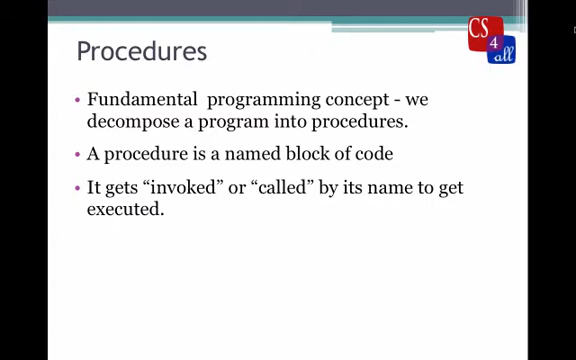 CS
4
all
Procedures
• Fundamental programming concept - we
decompose a program into procedures.
• A procedure is a named block of code
• It gets “invoked” or “called” by its name to get
executed.